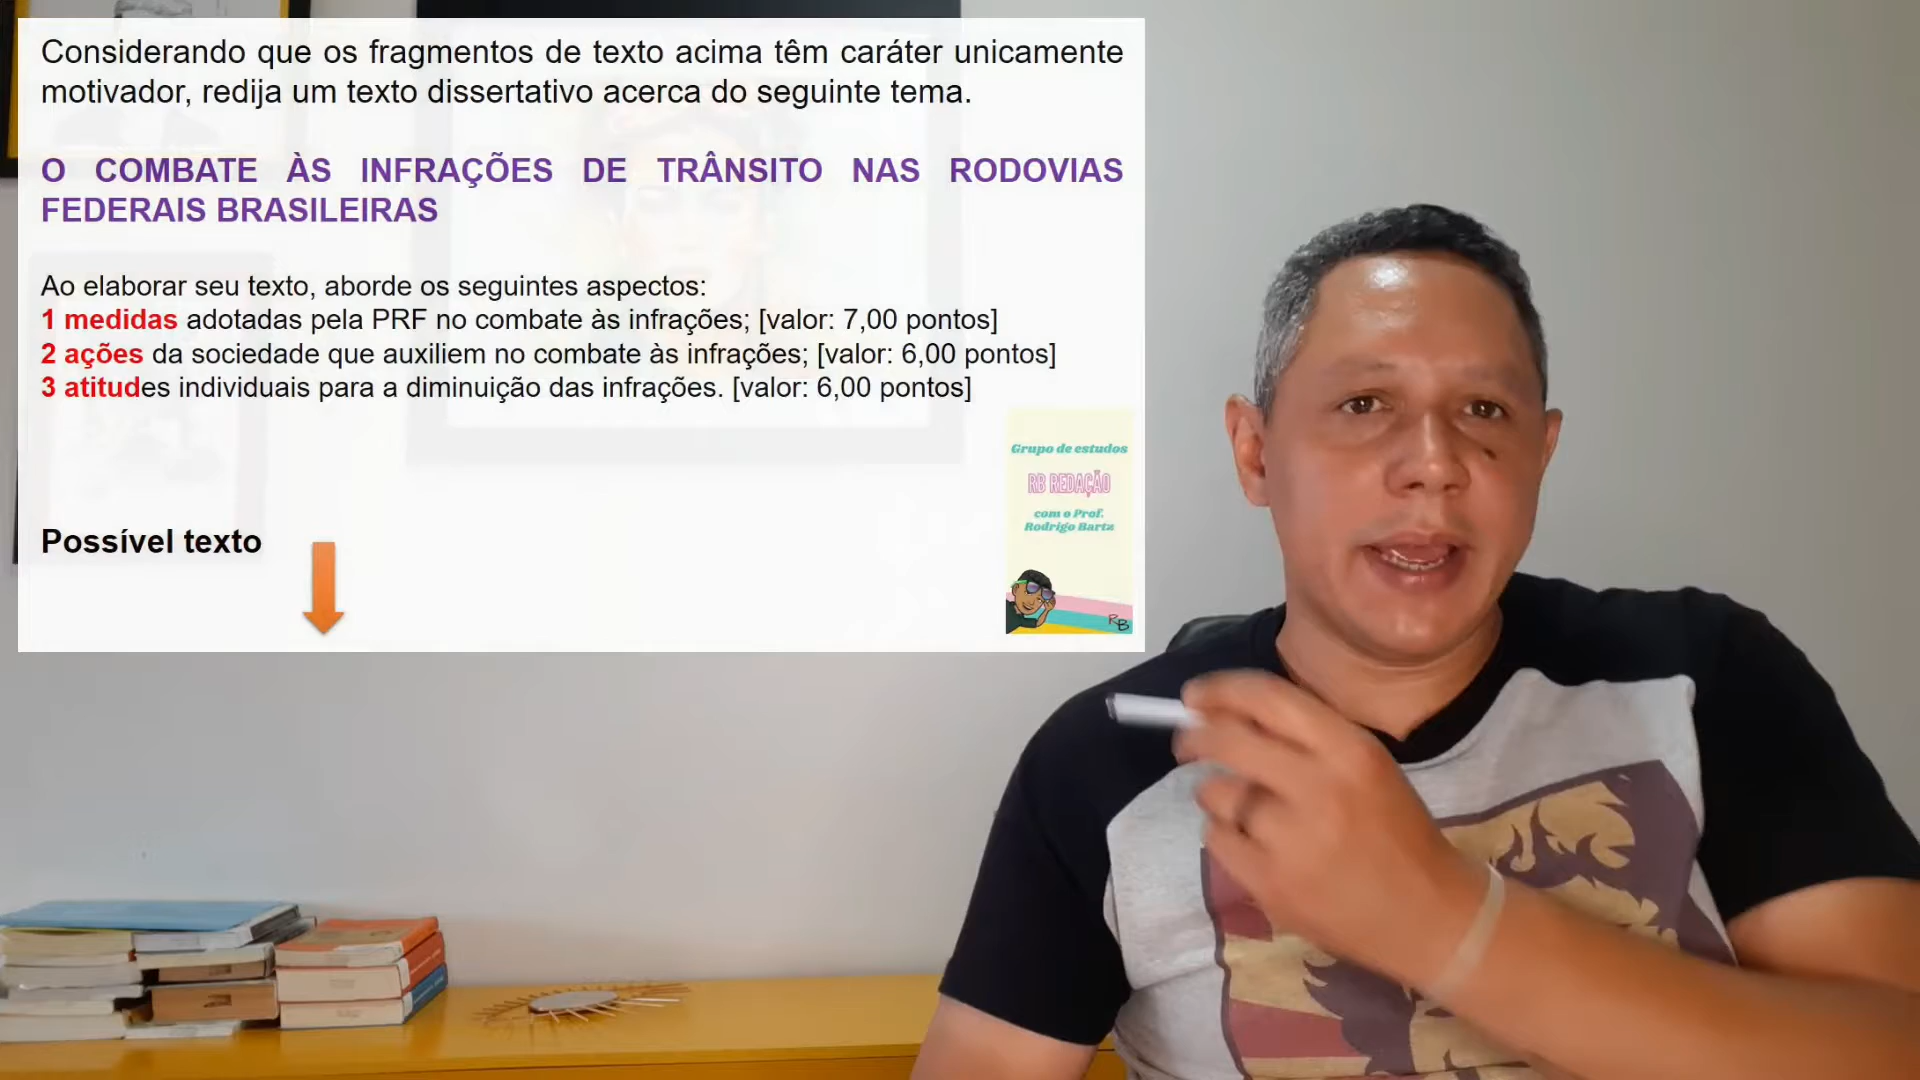 Considerando que os fragmentos de texto acima têm caráter unicamente
motivador, redija um texto dissertativo acerca do seguinte tema.
O COMBATE ÀS INFRAÇÕES DE TRÂNSITO NAS RODOVIAS
FEDERAIS BRASILEIRAS
Ao elaborar seu texto, aborde os seguintes aspectos:
1 medidas adotadas pela PRF no combate às infrações; [valor: 7,00 pontos]
2 ações da sociedade que auxiliem no combate às infrações; [valor: 6,00 pontos]
3 atitudes individuais para a diminuição das infrações. [valor: 6,00 pontos]
Grupo de estudos
RB REDAÇÃO
com o Prof.
Rodrigo Bartz
Possível texto
RB